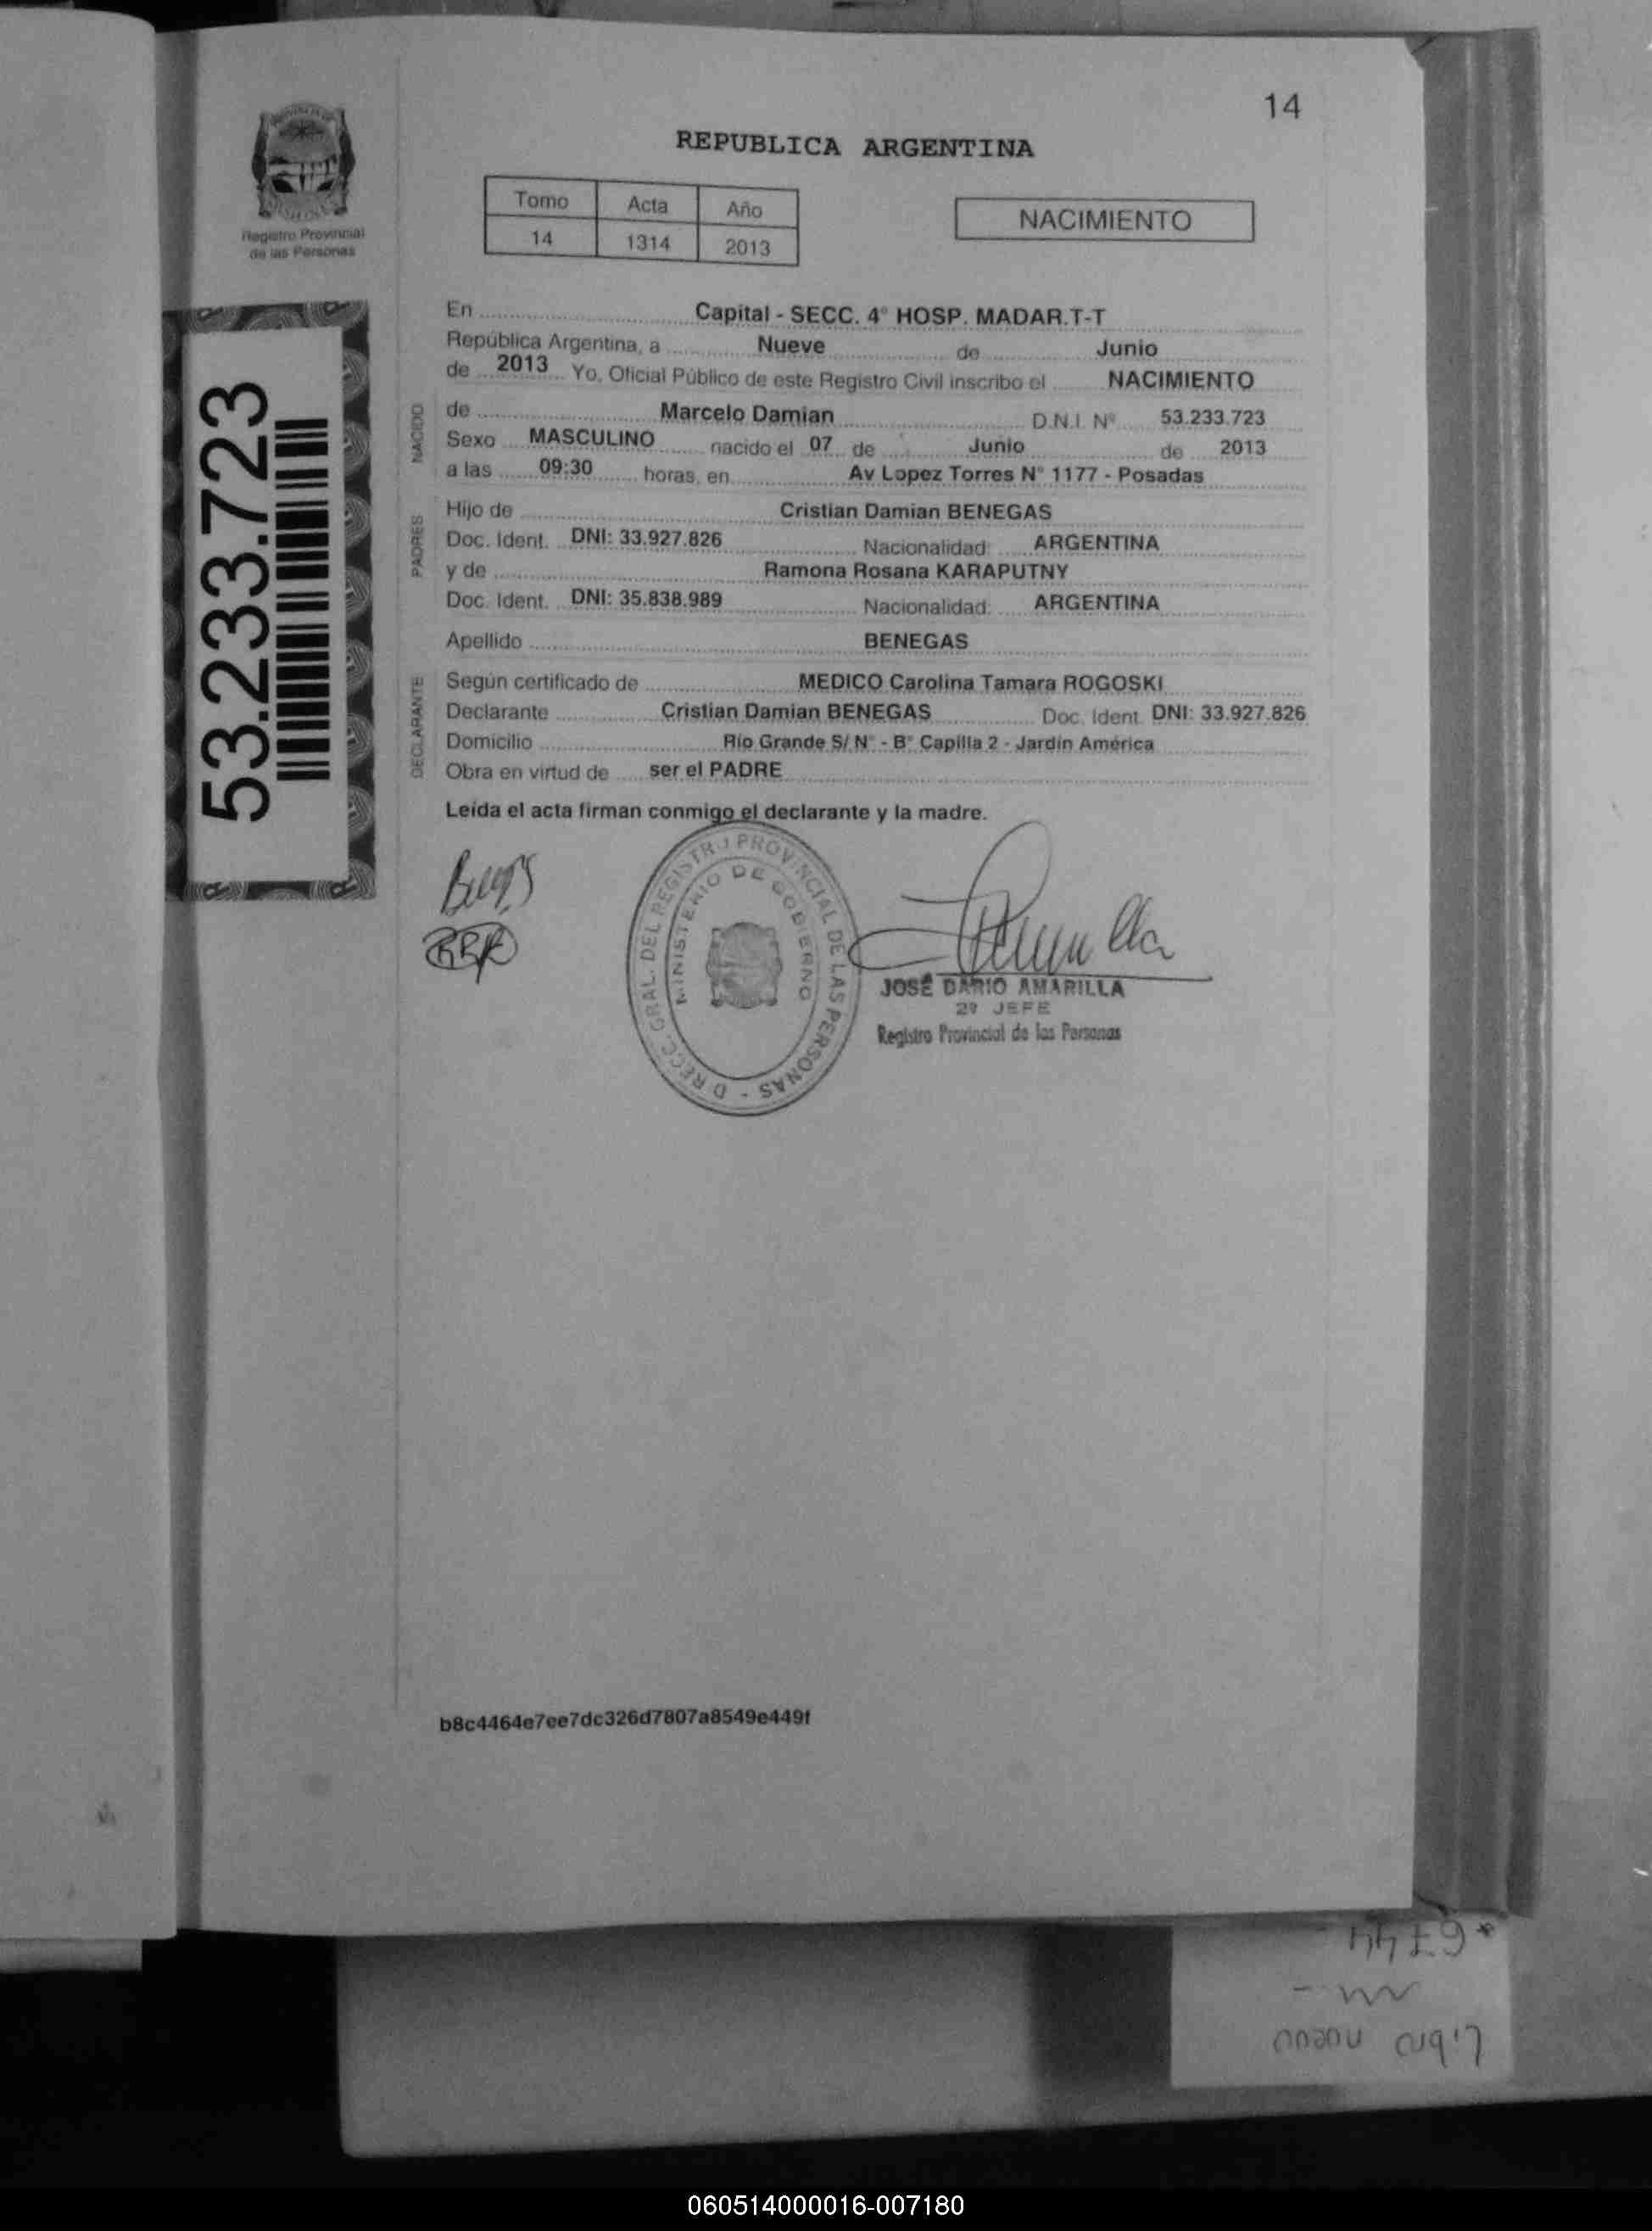 14
REPUBLICA ARGENTINA
Registro Provincial
de las Personas
Tomo Acta Año
14 1314 2013
NACIMIENTO
53.233.723
En Capital - SECC. 4° HOSP. MADAR.T-T
República Argentina, a Nueve de Junio
de 2013 Yo, Oficial Público de este Registro Civil inscribo el NACIMIENTO
NACIDO
de Marcelo Damian D.N.I. N° 53.233.723
Sexo MASCULINO nacido el 07 de Junio de 2013
a las 09:30 horas, en Av Lopez Torres N° 1177 - Posadas
PADRES
Hijo de Cristian Damian BENEGAS
Doc. Ident. DNI: 33.927.826 Nacionalidad: ARGENTINA
y de Ramona Rosana KARAPUTNY
Doc. Ident. DNI: 35.838.989 Nacionalidad: ARGENTINA
Apellido BENEGAS
DECLARANTE
Según certificado de MEDICO Carolina Tamara ROGOSKI
Declarante Cristian Damian BENEGAS Doc. Ident. DNI: 33.927.826
Domicilio Río Grande S/ N° - B° Capilla 2 - Jardín América
Obra en virtud de ser el PADRE
Leída el acta firman conmigo el declarante y la madre.
DIRECC. GRAL. DEL REGISTRO PROVINCIAL DE LAS PERSONAS -
MINISTERIO DE GOBIERNO
JOSÉ DARIO AMARILLA
2º JEFE
Registro Provincial de las Personas
b8c4464e7ee7dc326d7807a8549e449f
Libro nuevo
060514000016-007180